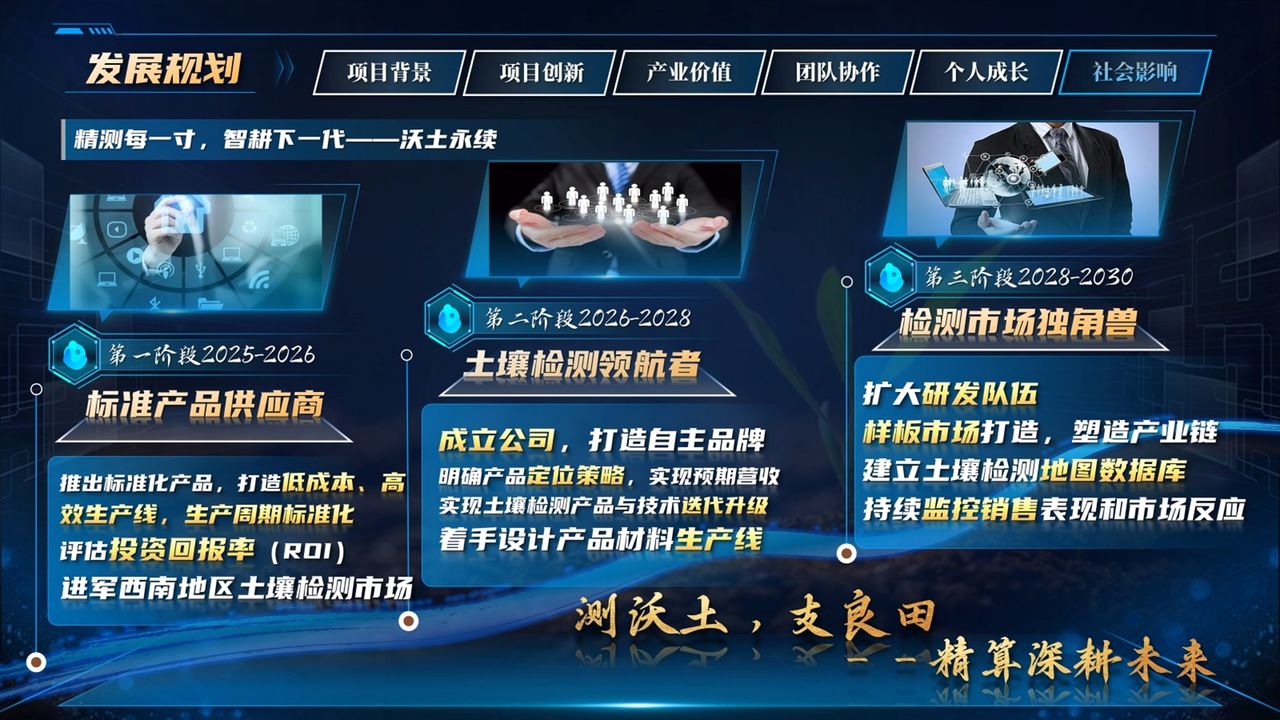 发展规划
项目背景
项目创新
产业价值
团队协作
个人成长
社会影响
精测每一寸，智耕下一代——沃土永续
第一阶段2025-2026
标准产品供应商
推出标准化产品，打造低成本、高
效生产线，生产周期标准化
评估投资回报率（ROI）
进军西南地区土壤检测市场
第二阶段2026-2028
土壤检测领航者
成立公司，打造自主品牌
明确产品定位策略，实现预期营收
实现土壤检测产品与技术迭代升级
着手设计产品材料生产线
第三阶段2028-2030
检测市场独角兽
扩大研发队伍
样板市场打造，塑造产业链
建立土壤检测地图数据库
持续监控销售表现和市场反应
测沃土，支良田
——精算深耕未来